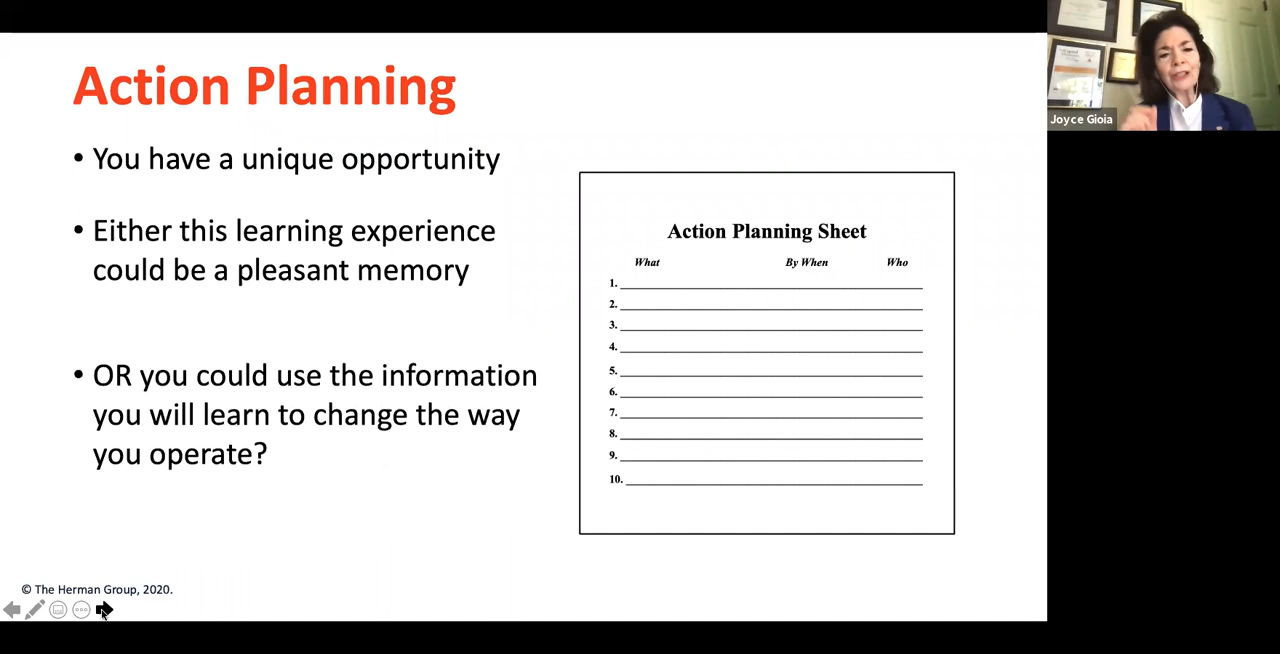 Action Planning
• You have a unique opportunity
• Either this learning experience
could be a pleasant memory
• OR you could use the information
you will learn to change the way
you operate?
Action Planning Sheet
What By When Who
1.
2.
3.
4.
5.
6.
7.
8.
9.
10.
© The Herman Group, 2020.
Joyce Gioia